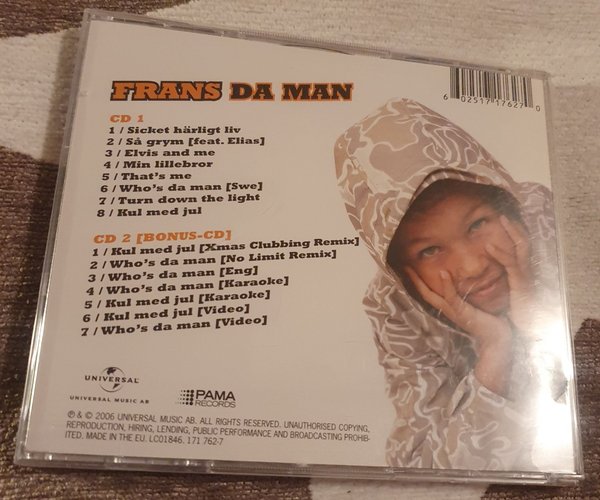 FRANS DA MAN
6 02517 17627 0
CD 1
1 / Sicket härligt liv
2 / Så grym [feat. Elias]
3 / Elvis and me
4 / Min lillebror
5 / That's me
6 / Who's da man [Swe]
7 / Turn down the light
8 / Kul med jul
CD 2 [BONUS-CD]
1 / Kul med jul [Xmas Clubbing Remix]
2 / Who's da man [No Limit Remix]
3 / Who's da man [Eng]
4 / Who's da man [Karaoke]
5 / Kul med jul [Karaoke]
6 / Kul med jul [Video]
7 / Who's da man [Video]
UNIVERSAL
UNIVERSAL MUSIC AB
PAMA
RECORDS
℗ & © 2006 UNIVERSAL MUSIC AB. ALL RIGHTS RESERVED. UNAUTHORISED COPYING,
REPRODUCTION, HIRING, LENDING, PUBLIC PERFORMANCE AND BROADCASTING PROHIB-
ITED. MADE IN THE EU. LC01846. 171 762-7